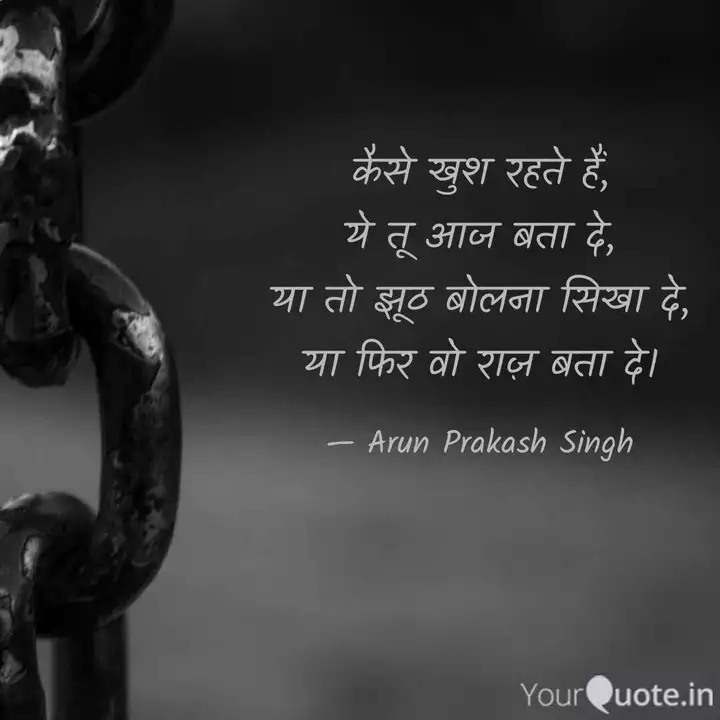 कैसे खुश रहते हैं,
ये तू आज बता दे,
या तो झूठ बोलना सिखा दे,
या फिर वो राज़ बता दे।
— Arun Prakash Singh
YourQuote.in